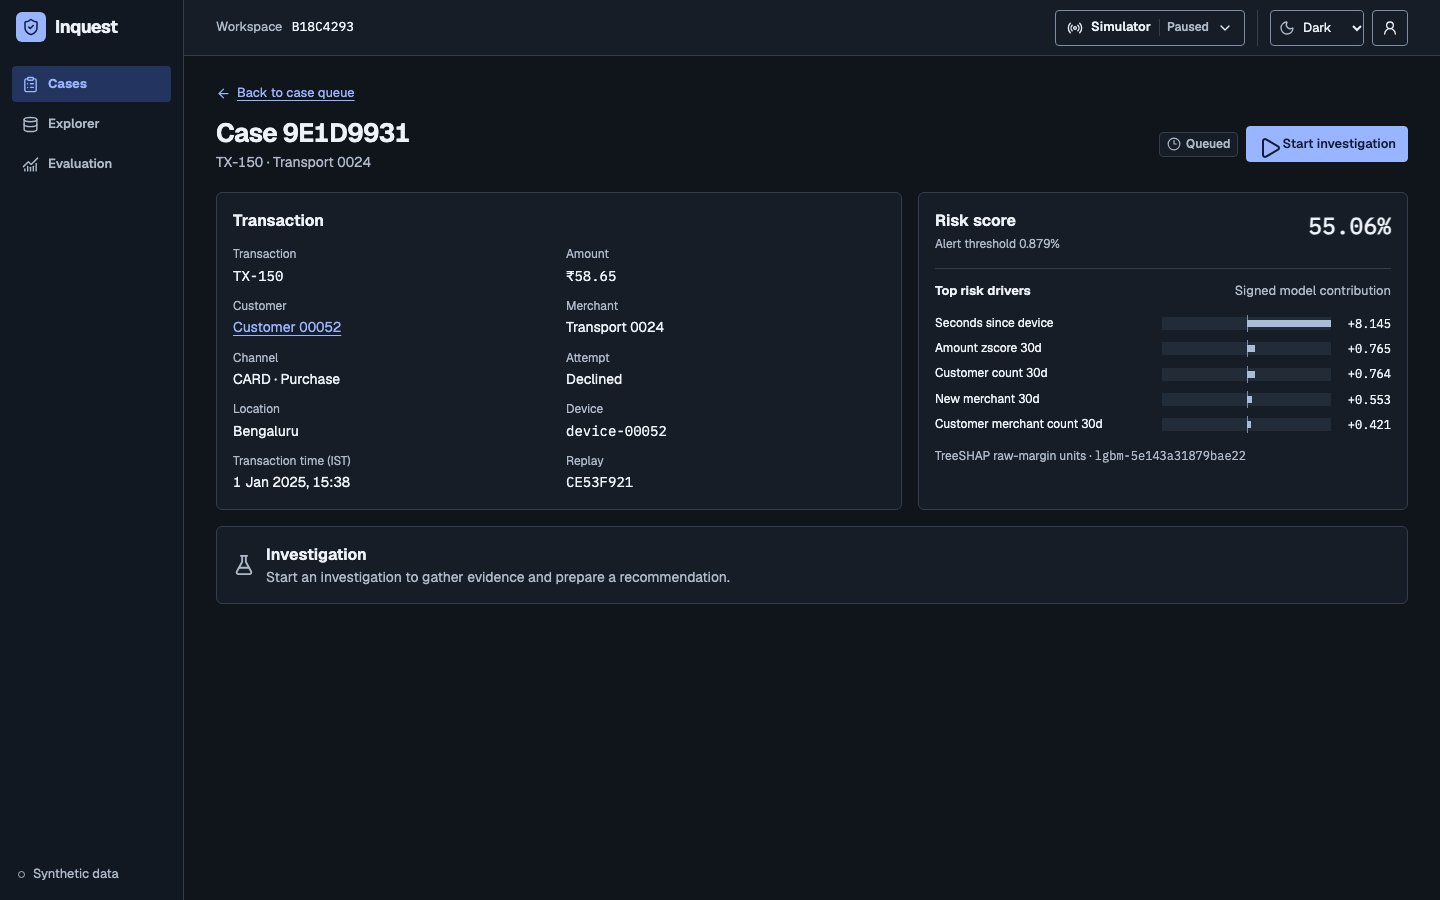 Inquest
Workspace B18C4293
Simulator Paused
Dark
Cases
Explorer
Evaluation
Back to case queue
Case 9E1D9931
TX-150 · Transport 0024
Queued
Start investigation
Transaction
Transaction
TX-150
Amount
₹58.65
Customer
Customer 00052
Merchant
Transport 0024
Channel
CARD · Purchase
Attempt
Declined
Location
Bengaluru
Device
device-00052
Transaction time (IST)
1 Jan 2025, 15:38
Replay
CE53F921
Risk score
55.06%
Alert threshold 0.879%
Top risk drivers Signed model contribution
Seconds since device +8.145
Amount zscore 30d +0.765
Customer count 30d +0.764
New merchant 30d +0.553
Customer merchant count 30d +0.421
TreeSHAP raw-margin units · lgbm-5e143a31879bae22
Investigation
Start an investigation to gather evidence and prepare a recommendation.
Synthetic data